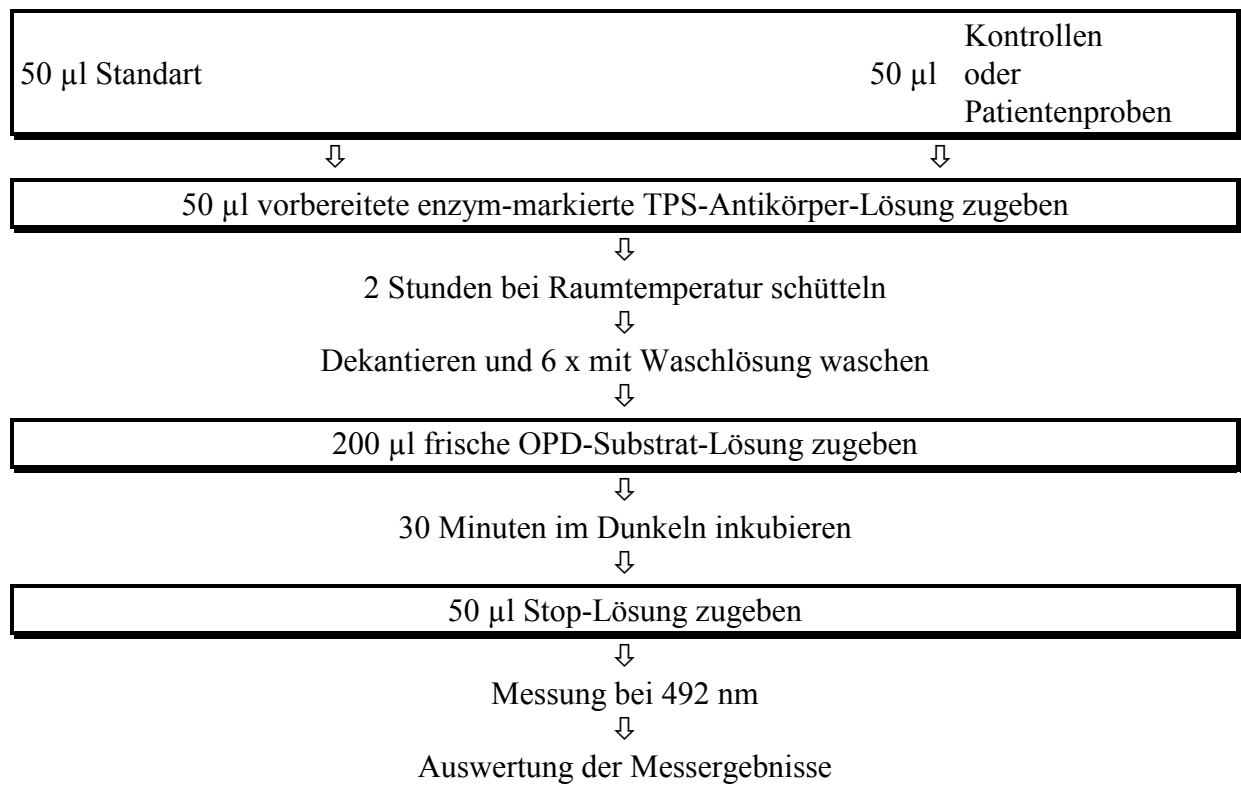 50 µl Standart 50 µl Kontrollen
oder
Patientenproben
⇩ ⇩
50 µl vorbereitete enzym-markierte TPS-Antikörper-Lösung zugeben
⇩
2 Stunden bei Raumtemperatur schütteln
⇩
Dekantieren und 6 x mit Waschlösung waschen
⇩
200 µl frische OPD-Substrat-Lösung zugeben
⇩
30 Minuten im Dunkeln inkubieren
⇩
50 µl Stop-Lösung zugeben
⇩
Messung bei 492 nm
⇩
Auswertung der Messergebnisse